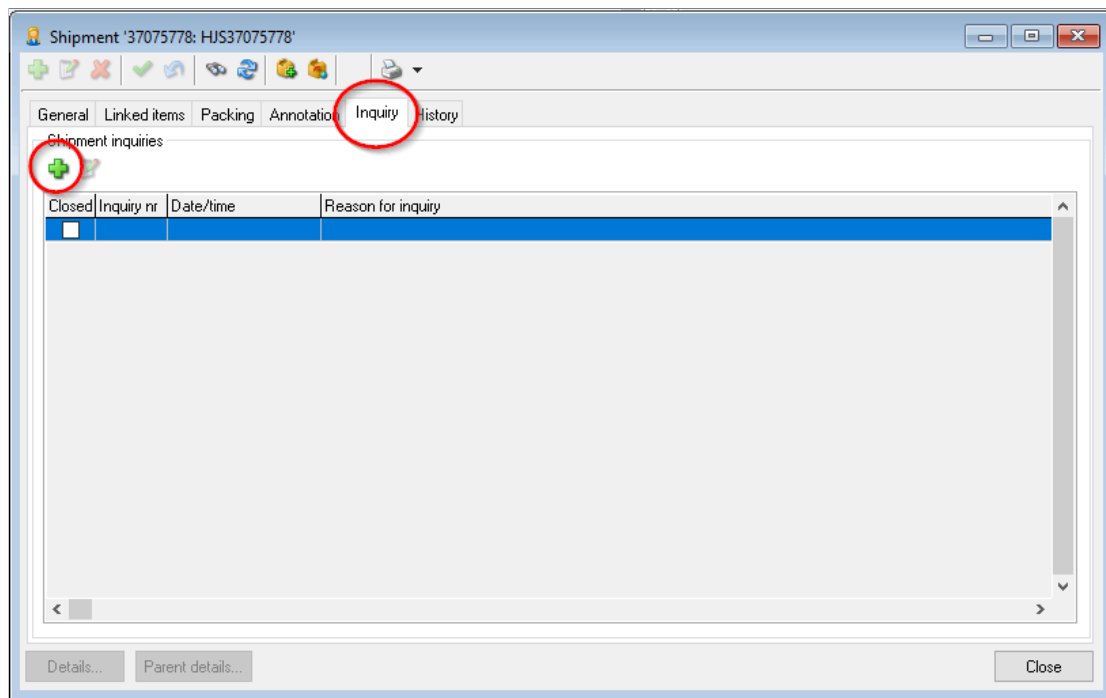 Shipment '37075778: HJS37075778'
General Linked items Packing Annotation Inquiry History
Shipment inquiries
Closed Inquiry nr Date/time Reason for inquiry
Details... Parent details... Close